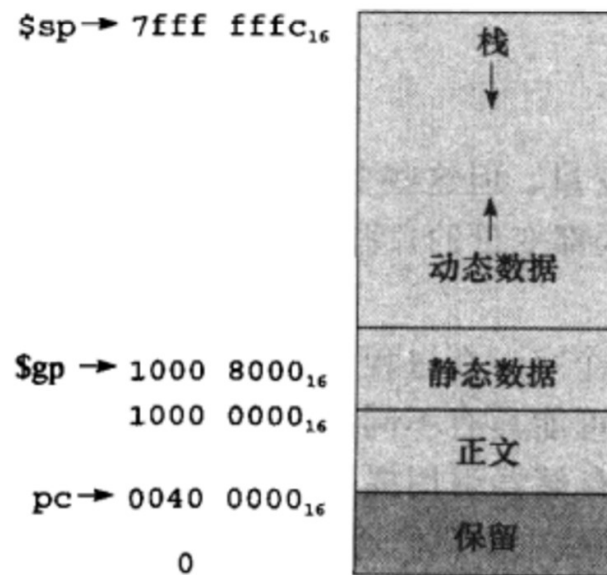 $sp→ 7fff fffc₁₆
栈
动态数据
$gp → 1000 8000₁₆
静态数据
1000 0000₁₆
正文
pc→ 0040 0000₁₆
保留
0